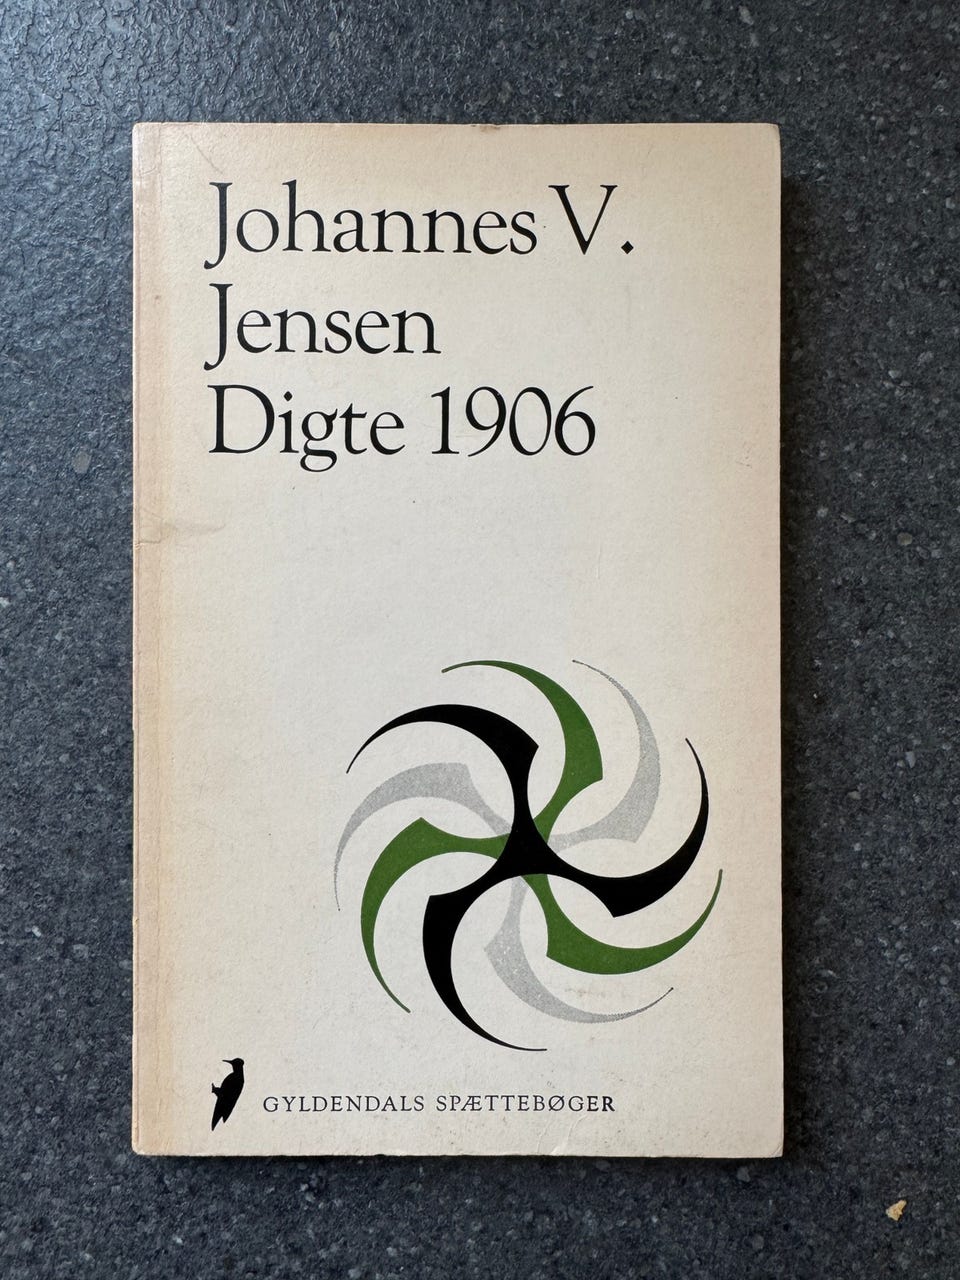 Johannes V.
Jensen
Digte 1906
GYLDENDALS SPÆTTEBØGER